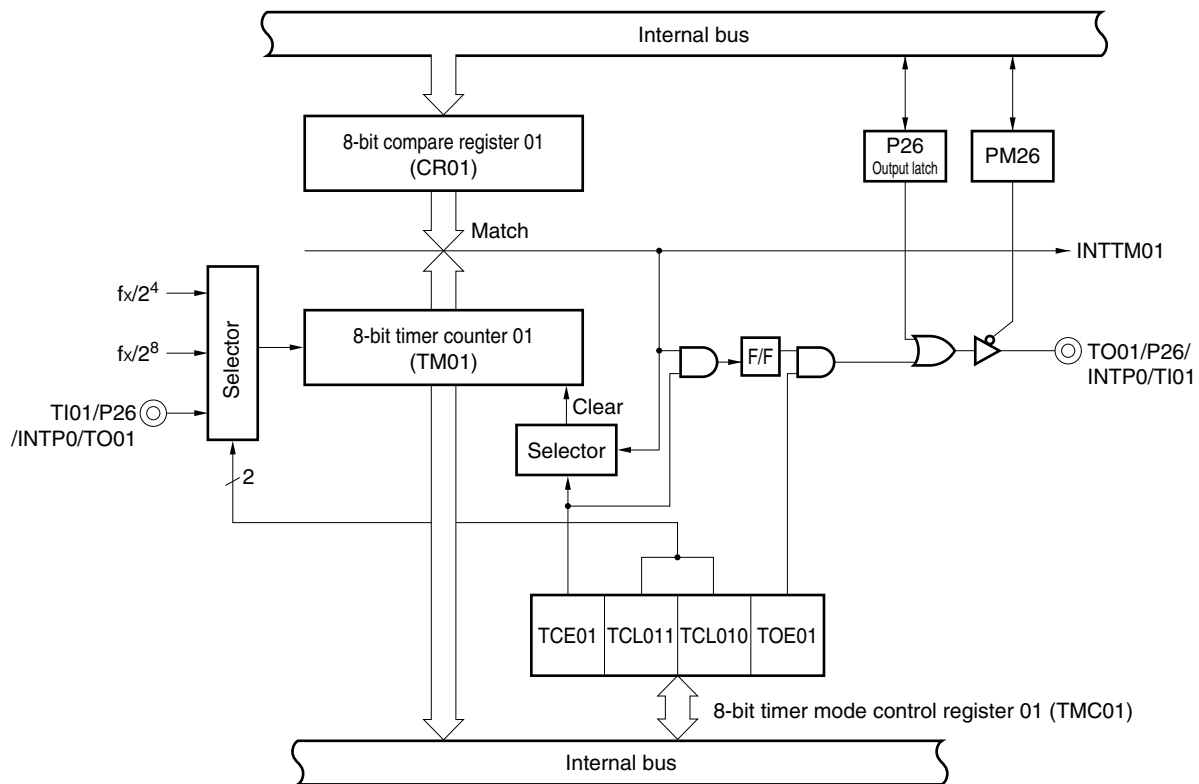 Internal bus
8-bit compare register 01
(CR01)
P26
Output latch
PM26
Match
INTTM01
fx/2⁴
fx/2⁸
TI01/P26
/INTP0/TO01
Selector
8-bit timer counter 01
(TM01)
Clear
Selector
F/F
TO01/P26/
INTP0/TI01
2
TCE01
TCL011
TCL010
TOE01
8-bit timer mode control register 01 (TMC01)
Internal bus